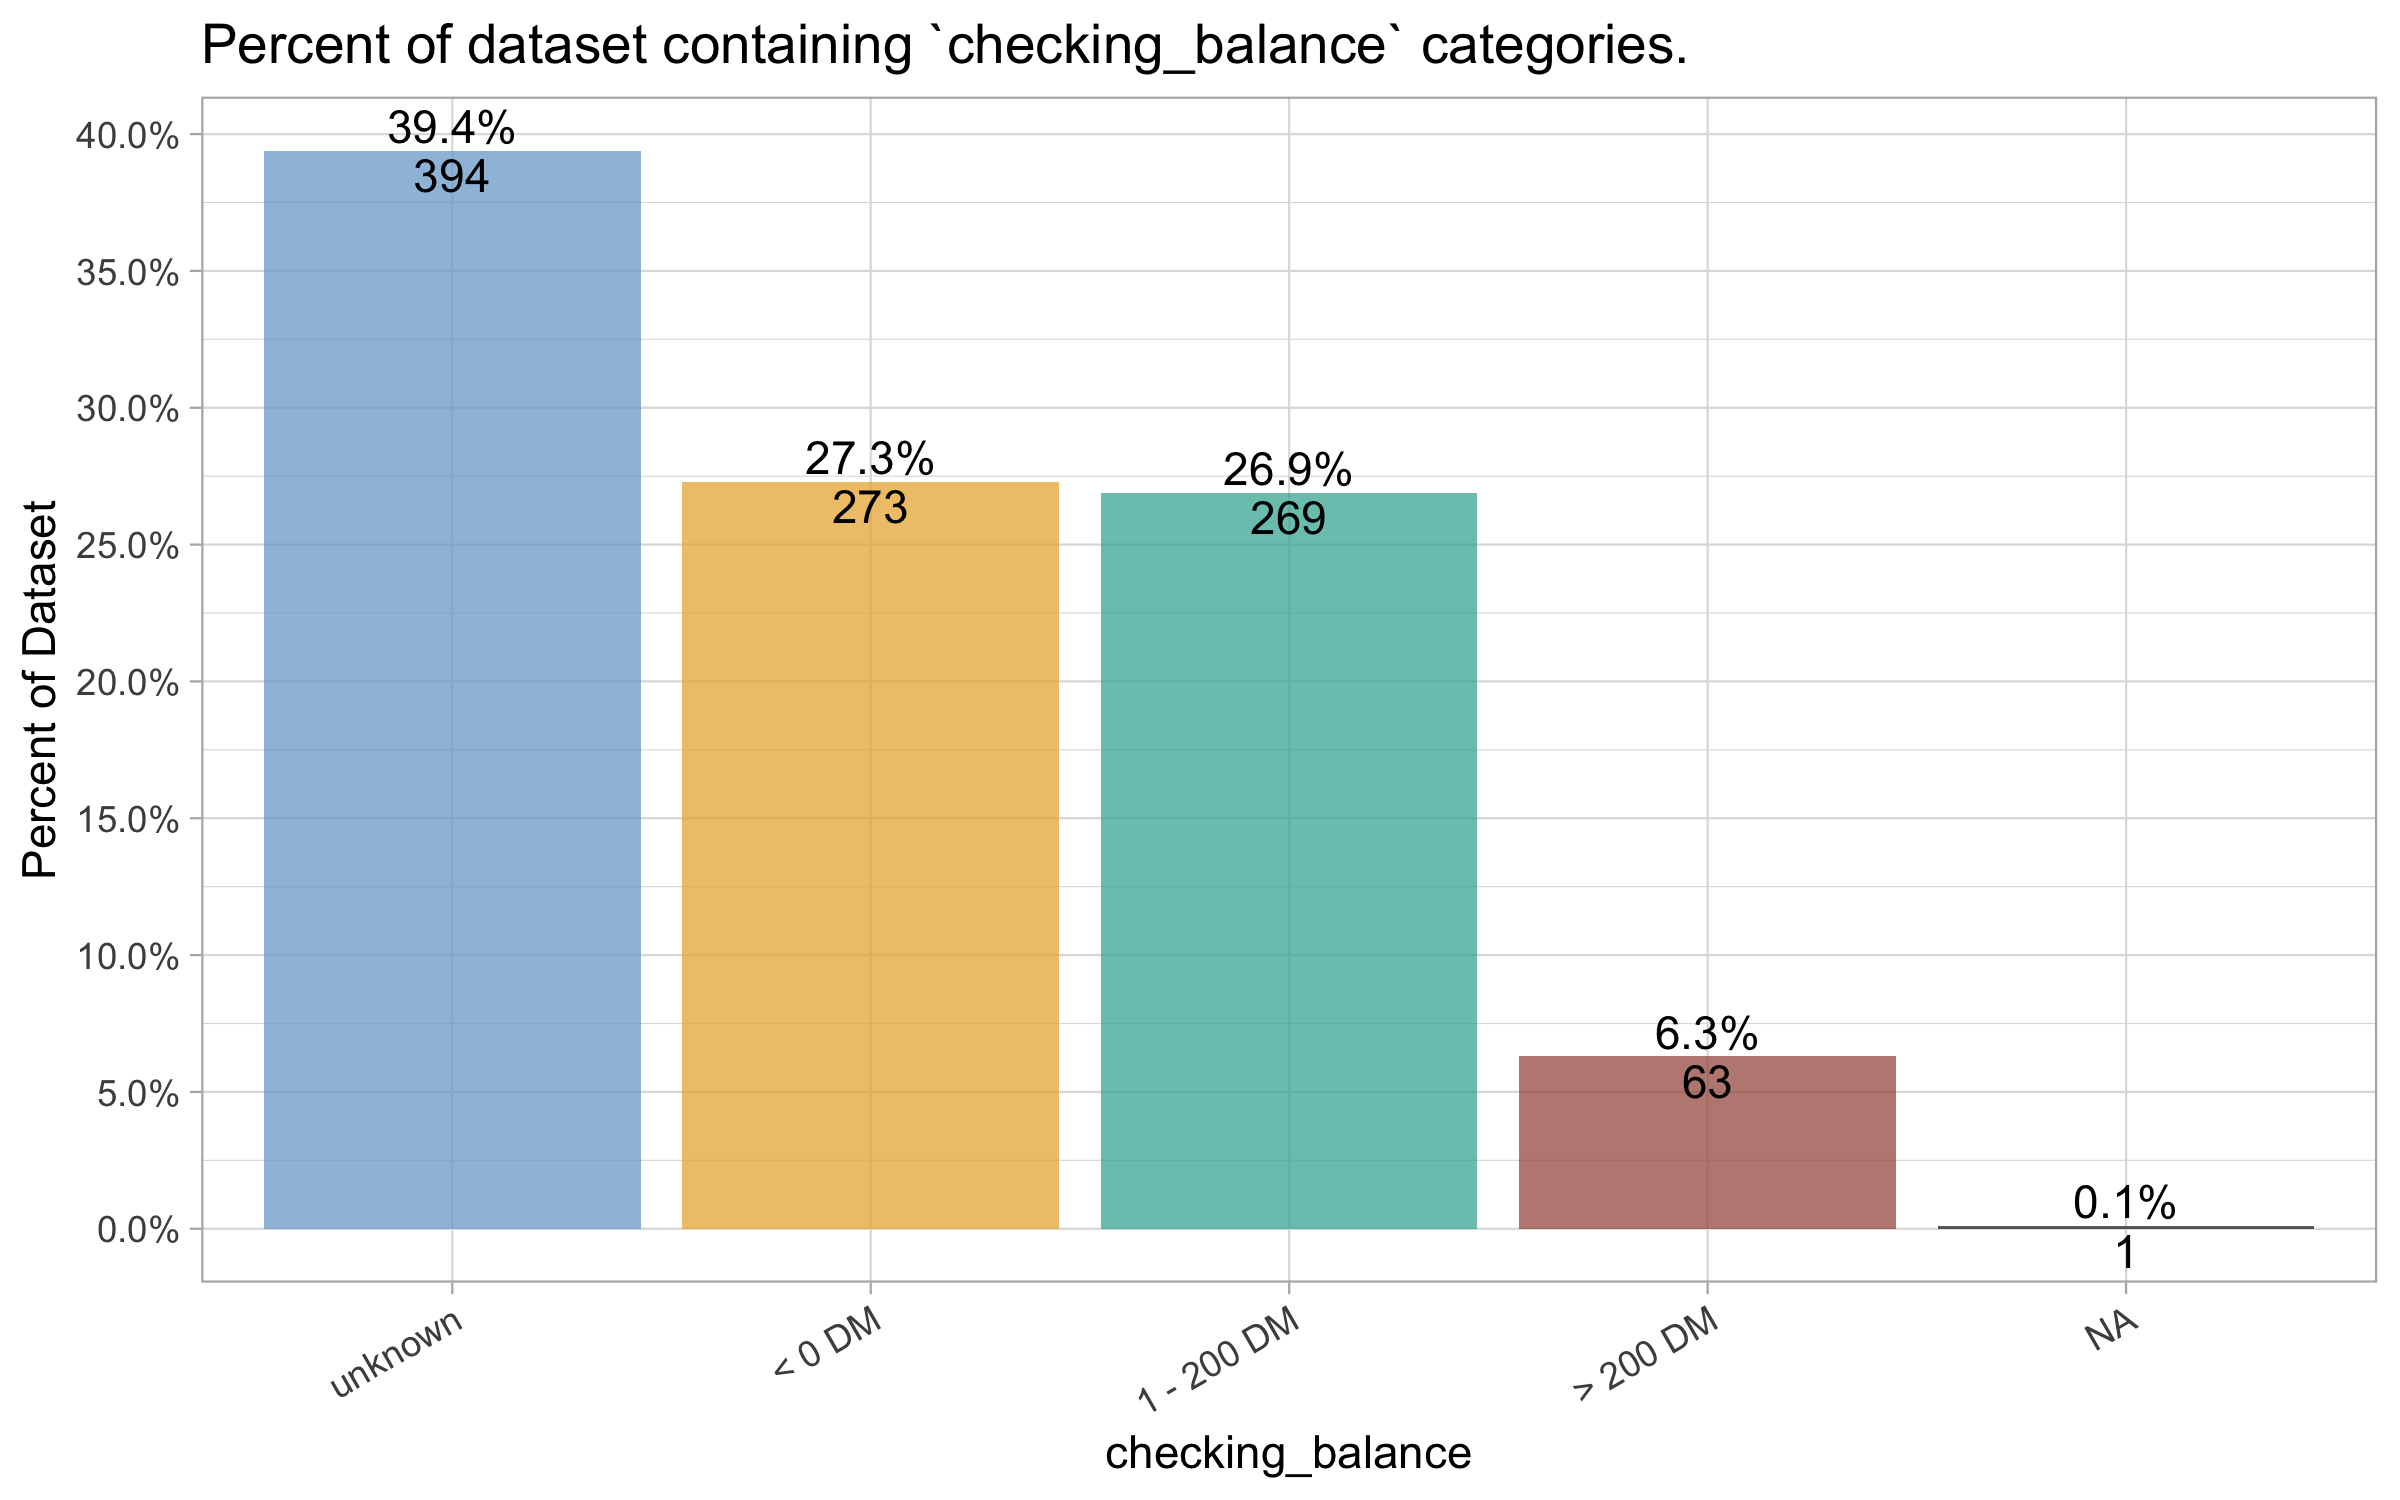 Percent of dataset containing `checking_balance` categories.
Percent of Dataset
40.0%
35.0%
30.0%
25.0%
20.0%
15.0%
10.0%
5.0%
0.0%
39.4%
394
27.3%
273
26.9%
269
6.3%
63
0.1%
1
unknown
< 0 DM
1 - 200 DM
> 200 DM
NA
checking_balance